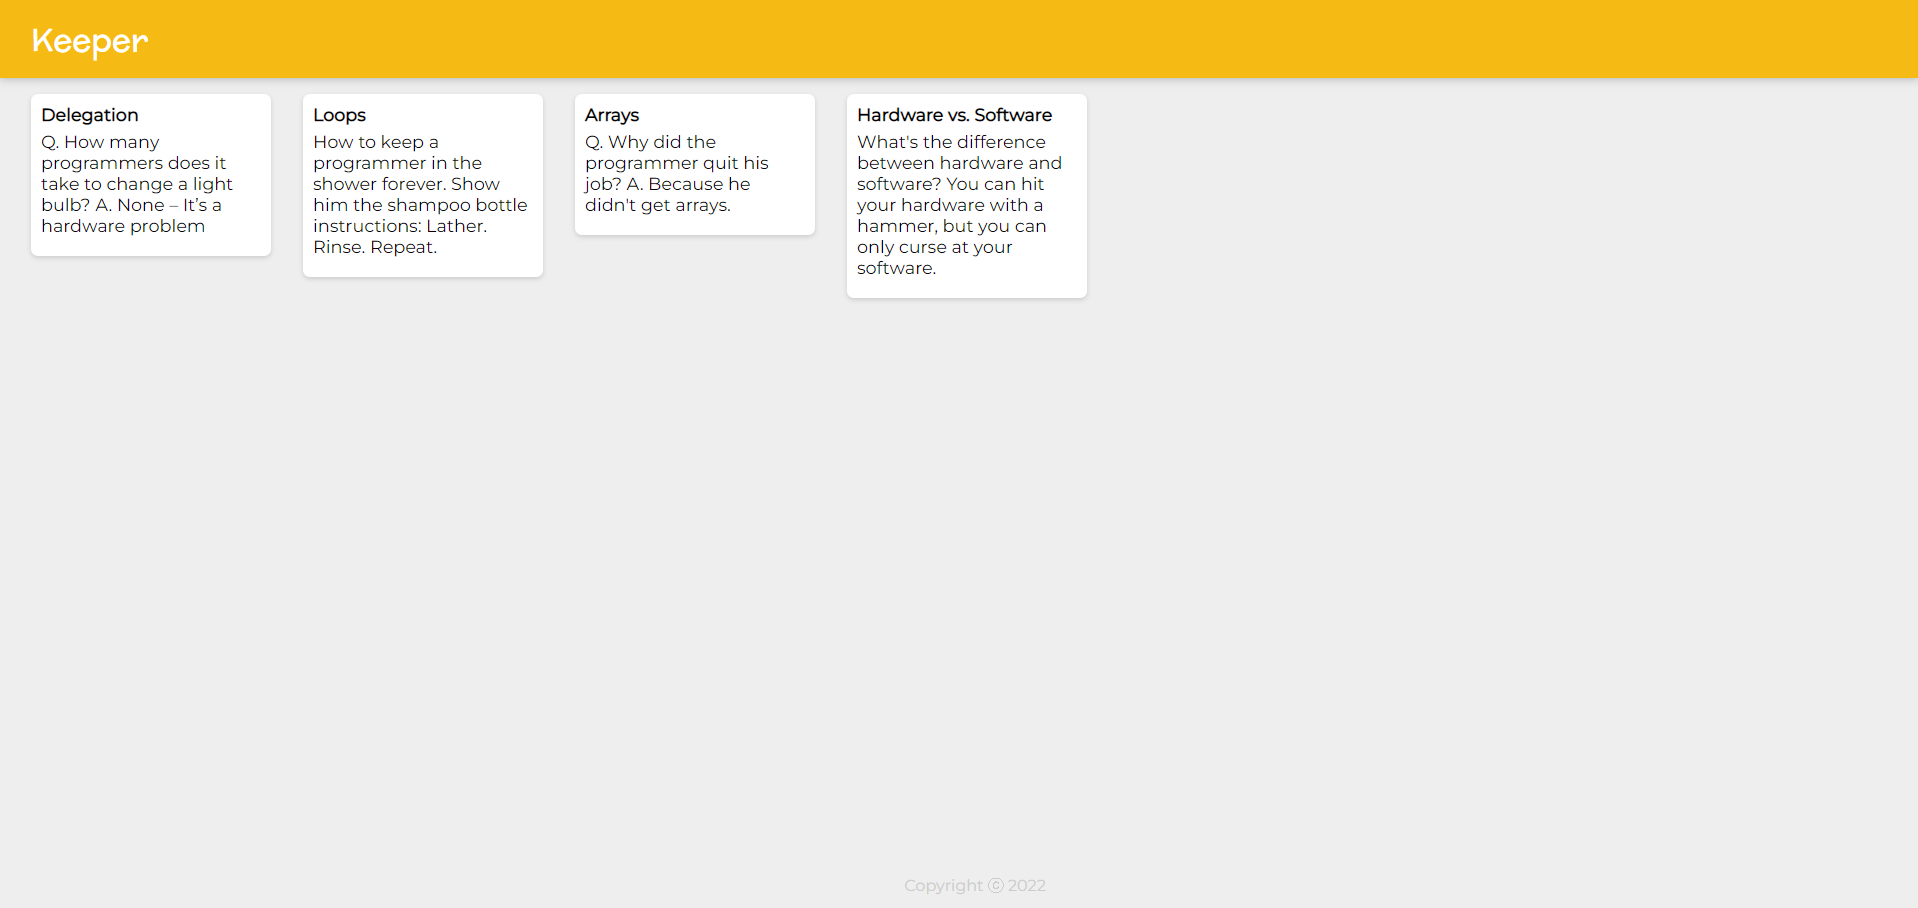 Keeper
Delegation
Q. How many
programmers does it
take to change a light
bulb? A. None – It’s a
hardware problem
Loops
How to keep a
programmer in the
shower forever. Show
him the shampoo bottle
instructions: Lather.
Rinse. Repeat.
Arrays
Q. Why did the
programmer quit his
job? A. Because he
didn't get arrays.
Hardware vs. Software
What's the difference
between hardware and
software? You can hit
your hardware with a
hammer, but you can
only curse at your
software.
Copyright ⓒ 2022